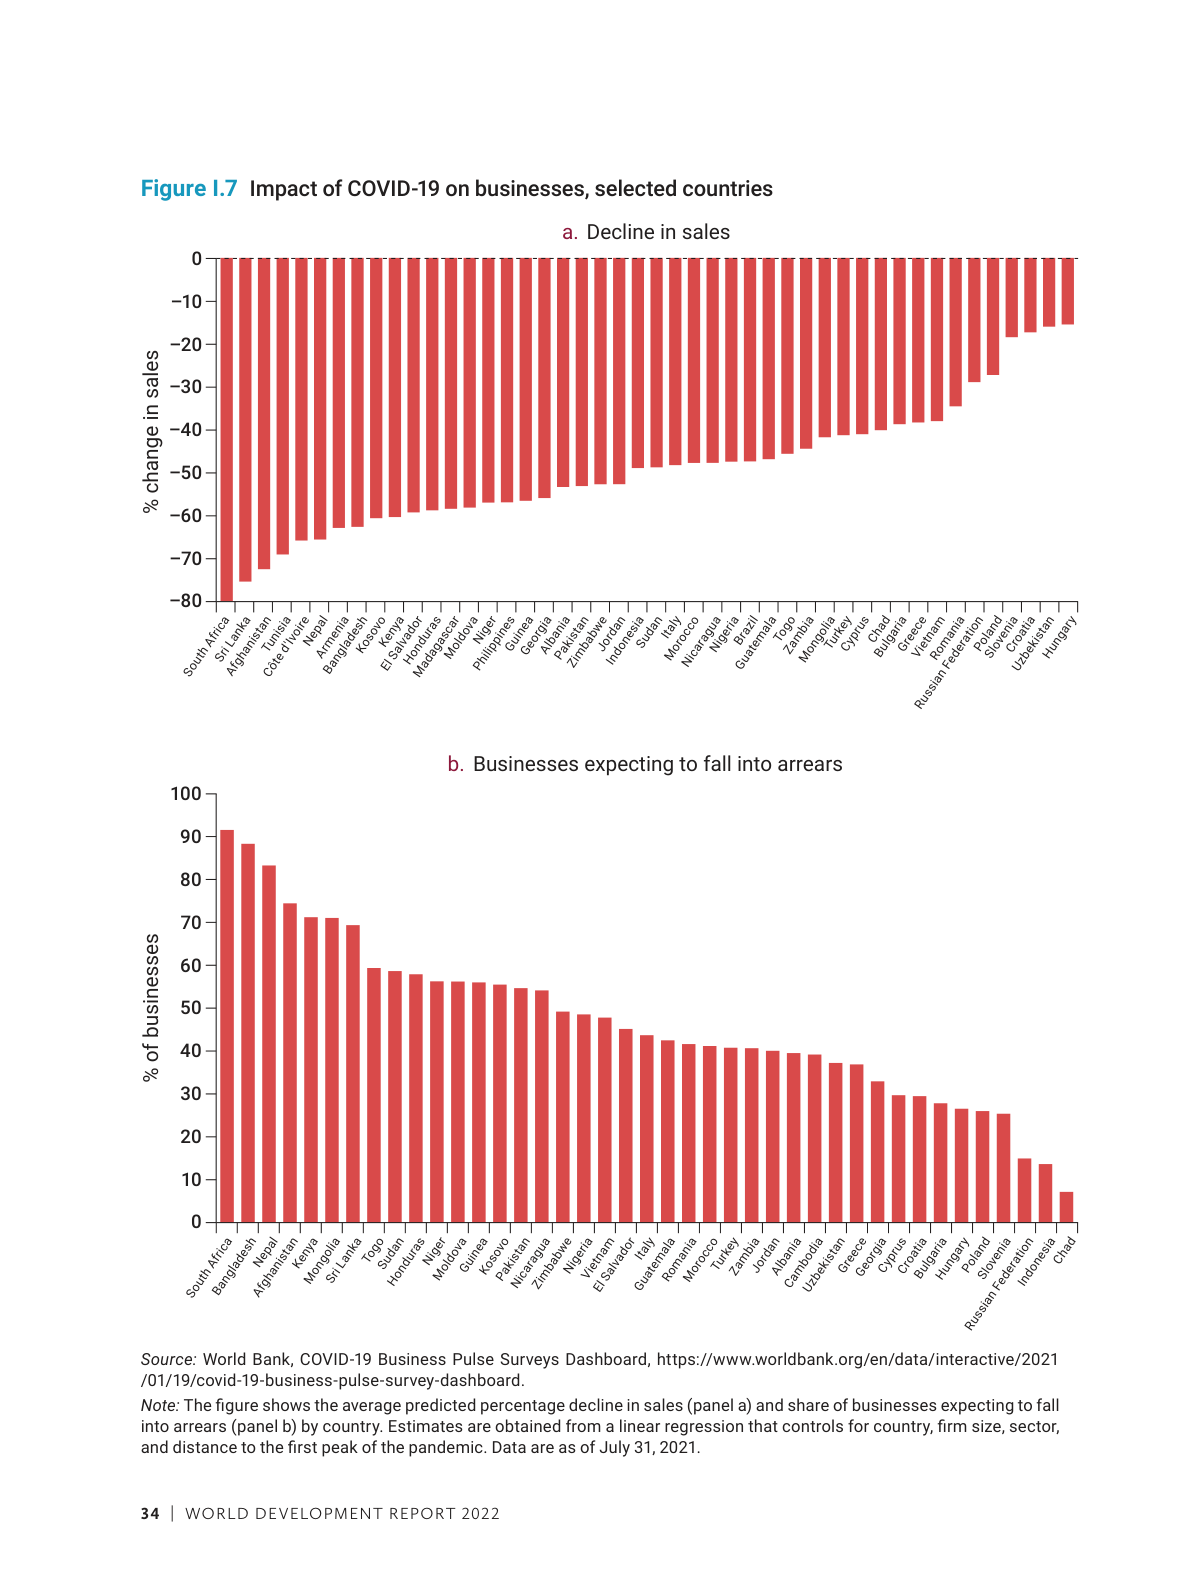 Figure I.7 Impact of COVID-19 on businesses, selected countries
a. Decline in sales
% change in sales
0
–10
–20
–30
–40
–50
–60
–70
–80
South Africa
Sri Lanka
Afghanistan
Tunisia
Côte d'Ivoire
Nepal
Armenia
Bangladesh
Kosovo
Kenya
El Salvador
Honduras
Madagascar
Moldova
Niger
Philippines
Guinea
Georgia
Albania
Pakistan
Zimbabwe
Jordan
Indonesia
Sudan
Italy
Morocco
Nicaragua
Nigeria
Brazil
Guatemala
Togo
Zambia
Mongolia
Turkey
Cyprus
Chad
Bulgaria
Greece
Vietnam
Romania
Russian Federation
Poland
Slovenia
Croatia
Uzbekistan
Hungary
b. Businesses expecting to fall into arrears
% of businesses
100
90
80
70
60
50
40
30
20
10
0
South Africa
Bangladesh
Nepal
Afghanistan
Kenya
Mongolia
Sri Lanka
Togo
Sudan
Honduras
Niger
Moldova
Guinea
Kosovo
Pakistan
Nicaragua
Zimbabwe
Nigeria
Vietnam
El Salvador
Italy
Guatemala
Romania
Morocco
Turkey
Zambia
Jordan
Albania
Cambodia
Uzbekistan
Greece
Georgia
Cyprus
Croatia
Bulgaria
Hungary
Poland
Slovenia
Russian Federation
Indonesia
Chad
Source: World Bank, COVID-19 Business Pulse Surveys Dashboard, https://www.worldbank.org/en/data/interactive/2021
/01/19/covid-19-business-pulse-survey-dashboard.
Note: The figure shows the average predicted percentage decline in sales (panel a) and share of businesses expecting to fall
into arrears (panel b) by country. Estimates are obtained from a linear regression that controls for country, firm size, sector,
and distance to the first peak of the pandemic. Data are as of July 31, 2021.
34 | WORLD DEVELOPMENT REPORT 2022